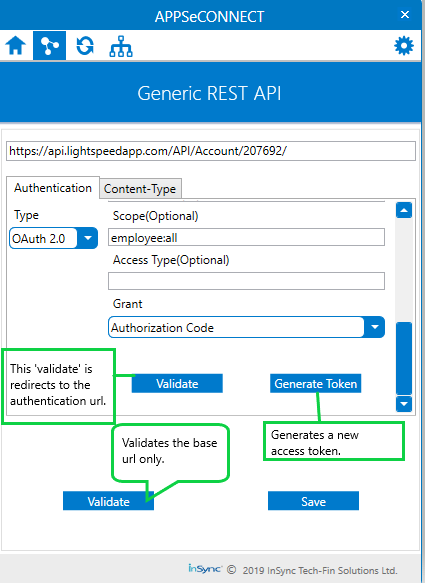 APPSeCONNECT
×
Generic REST API
https://api.lightspeedapp.com/API/Account/207692/
Authentication
Content-Type
Type
OAuth 2.0
Scope(Optional)
employee:all
Access Type(Optional)
Grant
Authorization Code
This 'validate' is
redirects to the
authentication url.
Validate
Generate Token
Validates the base
url only.
Generates a new
access token.
Validate
Save
inSync © 2019 InSync Tech-Fin Solutions Ltd.